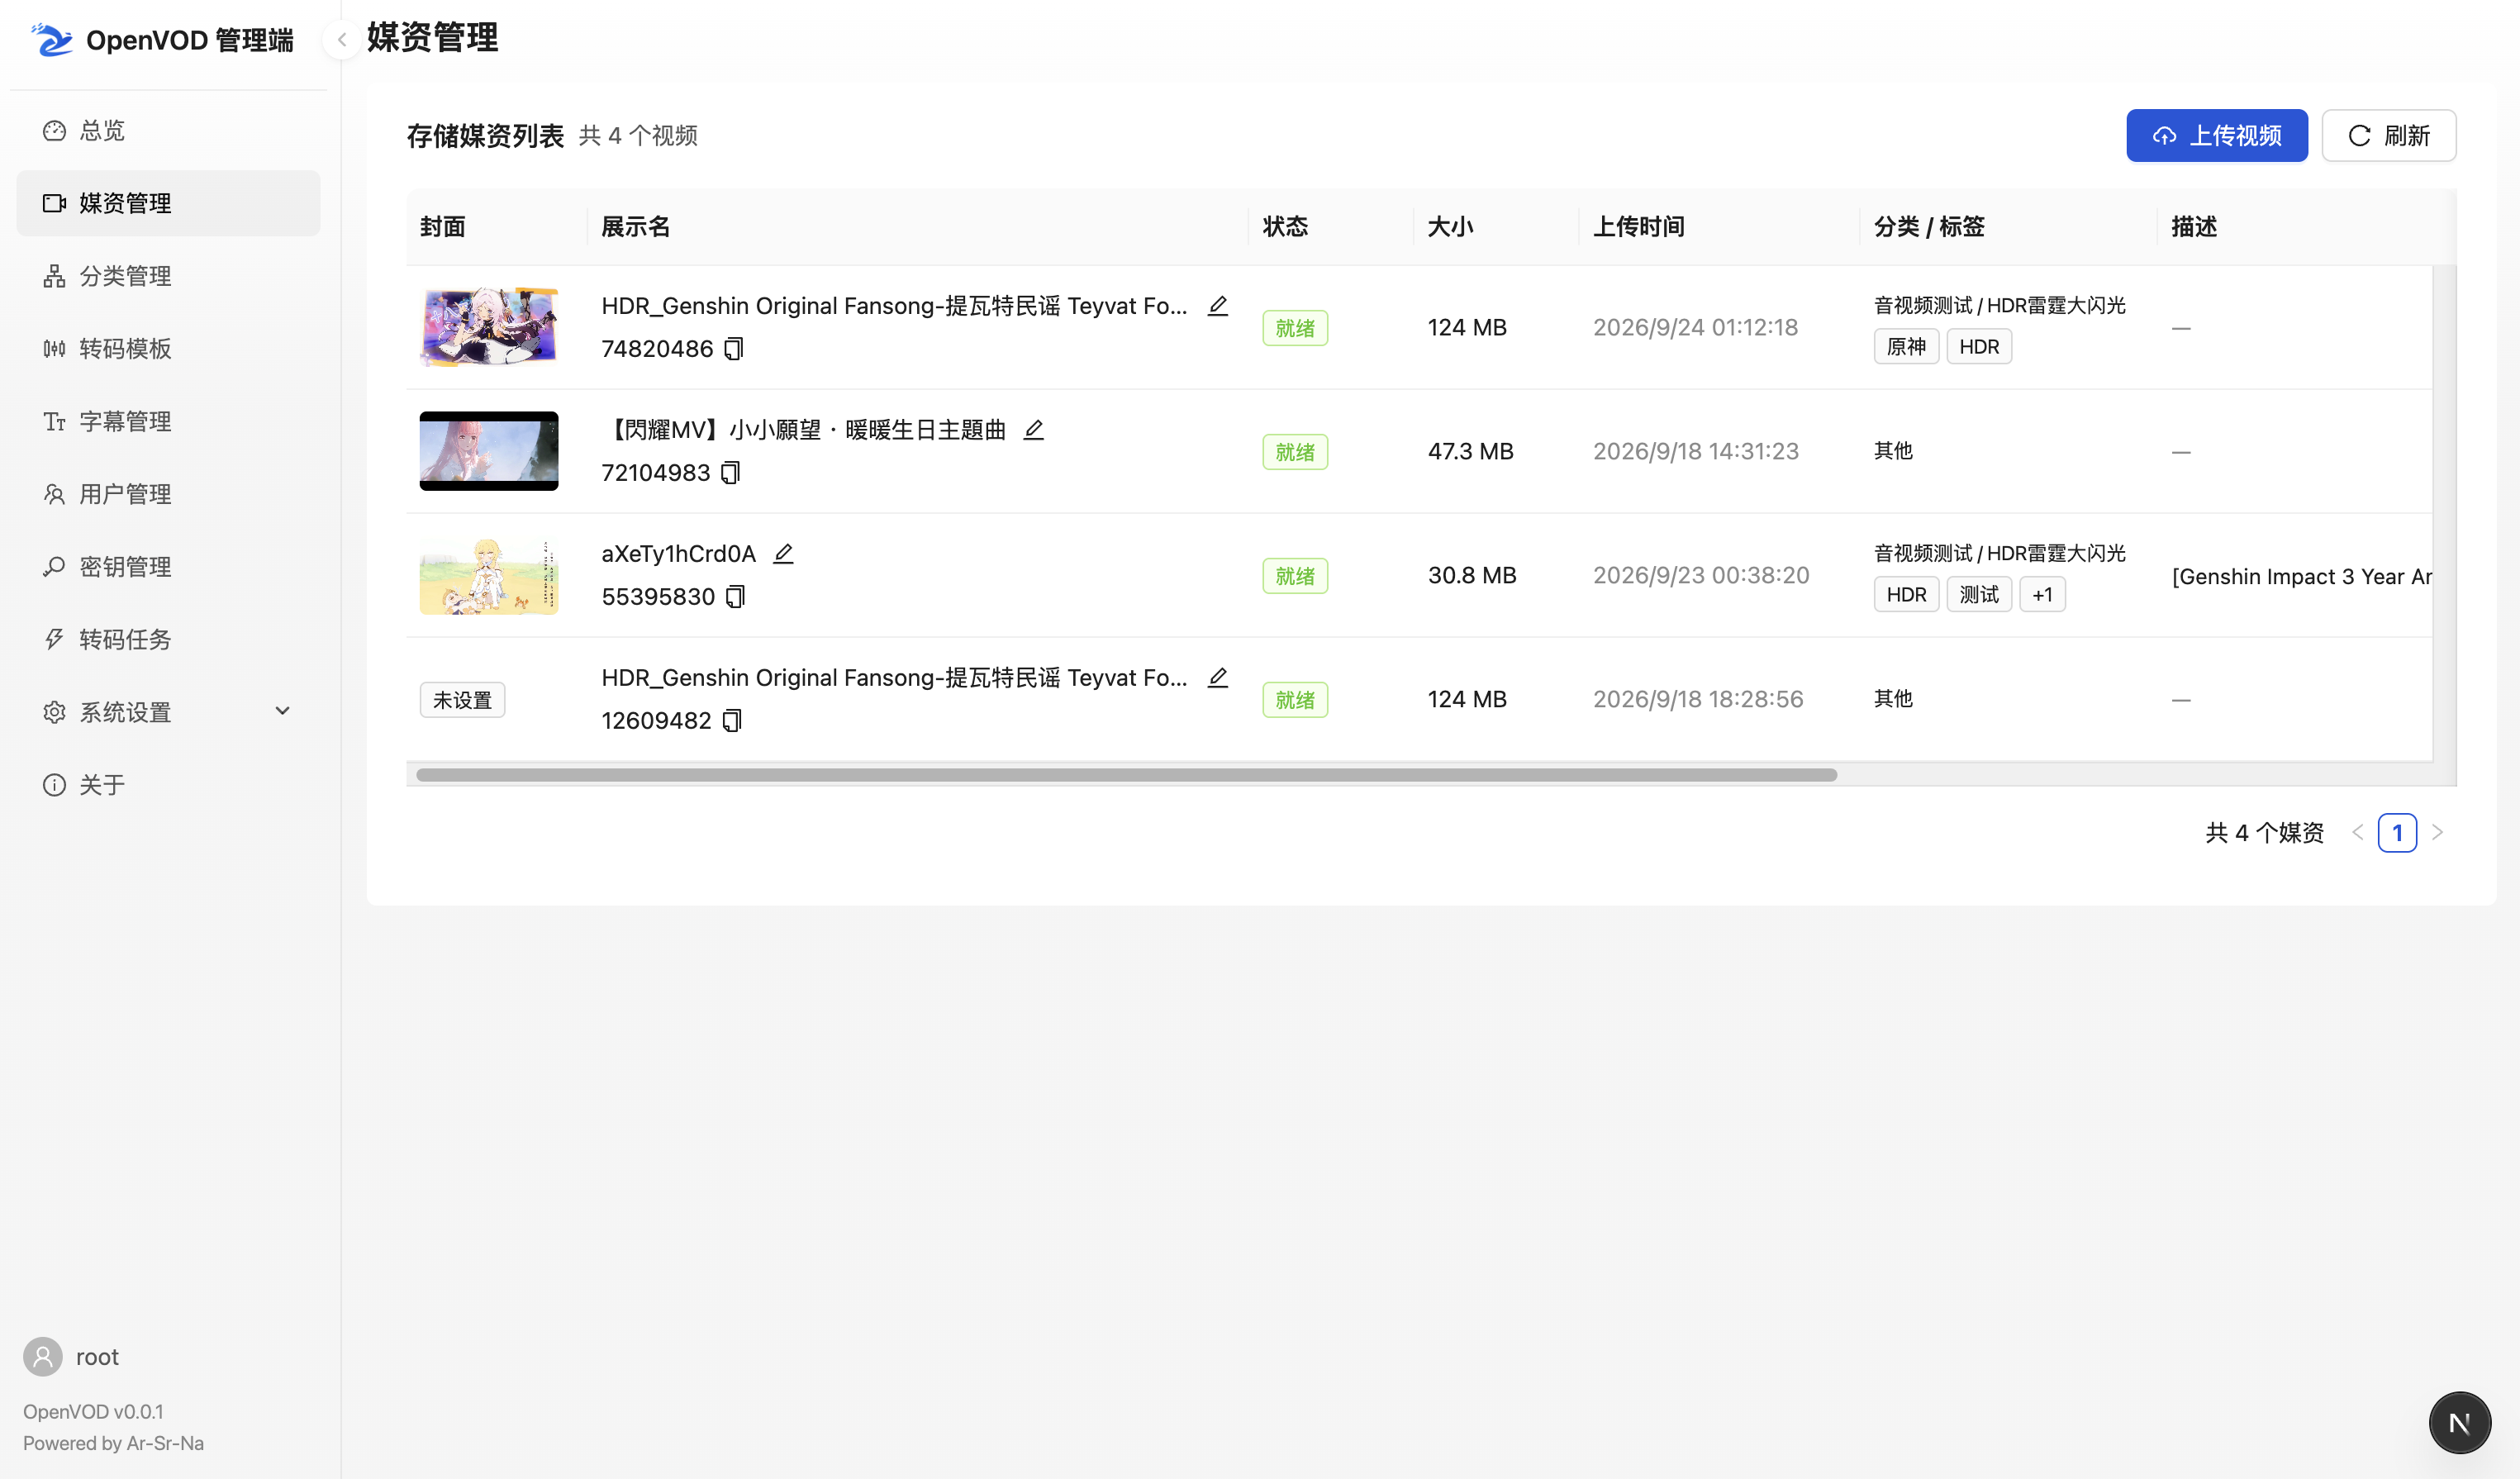 OpenVOD 管理端
总览
媒资管理
分类管理
转码模板
字幕管理
用户管理
密钥管理
转码任务
系统设置
关于
root
OpenVOD v0.0.1
Powered by Ar-Sr-Na
媒资管理
存储媒资列表 共 4 个视频
上传视频 刷新
封面 展示名 状态 大小 上传时间 分类 / 标签 描述
HDR_Genshin Original Fansong-提瓦特民谣 Teyvat Fo...
74820486
就绪
124 MB
2026/9/24 01:12:18
音视频测试 / HDR雷霆大闪光
原神 HDR
—
【閃耀MV】小小願望 · 暖暖生日主題曲
72104983
就绪
47.3 MB
2026/9/18 14:31:23
其他
—
aXeTy1hCrd0A
55395830
就绪
30.8 MB
2026/9/23 00:38:20
音视频测试 / HDR雷霆大闪光
HDR 测试 +1
[Genshin Impact 3 Year Ar
未设置
HDR_Genshin Original Fansong-提瓦特民谣 Teyvat Fo...
12609482
就绪
124 MB
2026/9/18 18:28:56
其他
—
共 4 个媒资 1
N